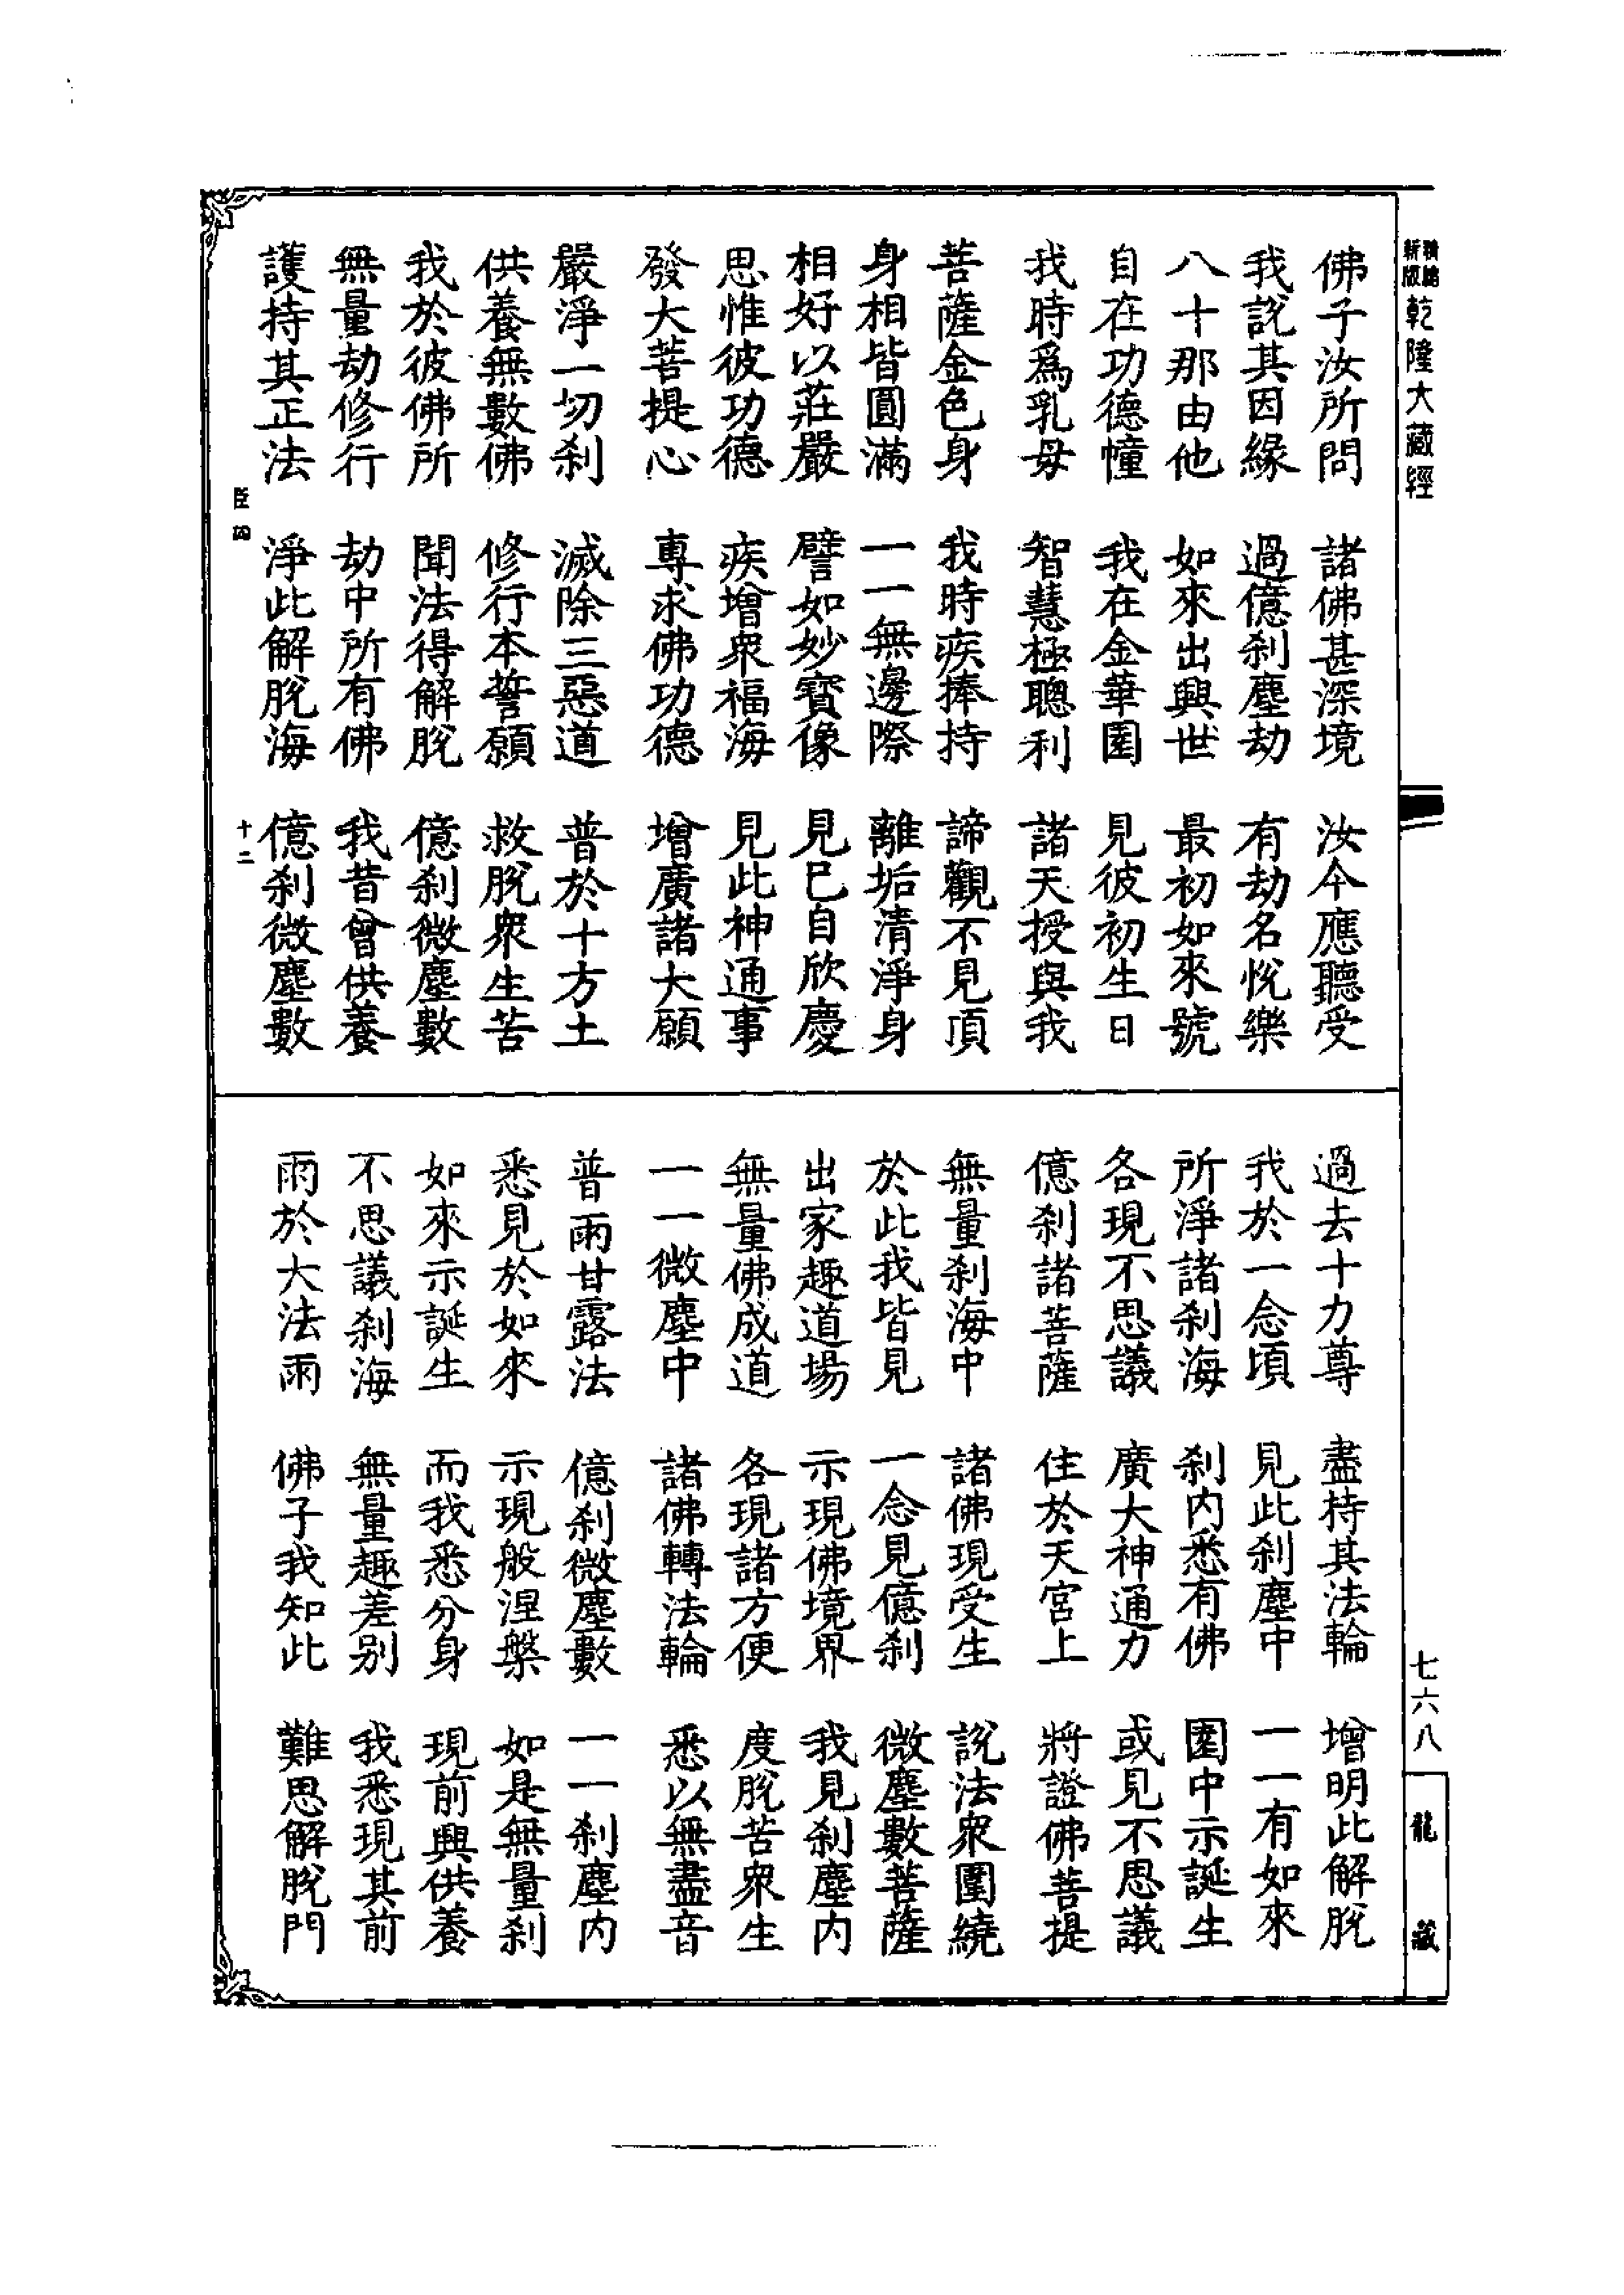 精縮
新版
乾隆大藏經
佛子汝所問　諸佛甚深境　汝今應聽受
我說其因緣　過億刹塵劫　有劫名悅樂
八十那由他　如來出興世　最初如來號
自在功德幢　我在金華園　見彼初生日
我時爲乳母　智慧極聰利　諸天授與我
菩薩金色身　我時疾捧持　諦觀不見頂
身相皆圓滿　一一無邊際　離垢清淨身
相好以莊嚴　譬如妙寶像　見已自欣慶
思惟彼功德　疾增衆福海　見此神通事
發大菩提心　專求佛功德　增廣諸大願
嚴淨一切刹　滅除三惡道　普於十方土
供養無數佛　修行本誓願　救脫衆生苦
我於彼佛所　聞法得解脫　億刹微塵數
無量劫修行　劫中所有佛　我昔曾供養
護持其正法　淨此解脫海　億刹微塵數
臣四　十二
過去十力尊　盡持其法輪　增明此解脫
我於一念頃　見此刹塵中　一一有如來
所淨諸刹海　刹內悉有佛　園中示誕生
各現不思議　廣大神通力　或見不思議
億刹諸菩薩　住於天宮上　將證佛菩提
無量刹海中　諸佛現受生　說法衆圍繞
於此我皆見　一念見億刹　微塵數菩薩
出家趣道場　示現佛境界　我見刹塵內
無量佛成道　各現諸方便　度脫苦衆生
一一微塵中　諸佛轉法輪　悉以無盡音
普雨甘露法　億刹微塵數　一一刹塵內
悉見於如來　示現般涅槃　如是無量刹
如來示誕生　而我悉分身　現前興供養
不思議刹海　無量趣差別　我悉現其前
雨於大法雨　佛子我知此　難思解脫門
七六八
龍藏